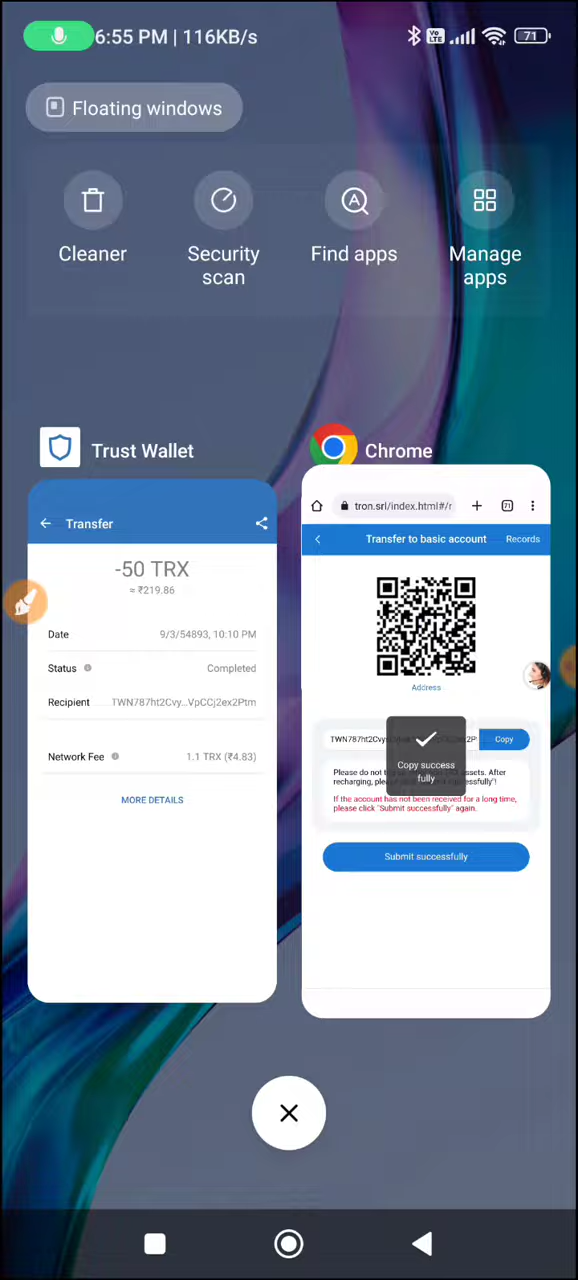 6:55 PM | 116KB/s
Vo LTE
71
Floating windows
Cleaner
Security scan
Find apps
Manage apps
Trust Wallet
Transfer
-50 TRX
≈ ₹219.86
Date 9/3/54893, 10:10 PM
Status Completed
Recipient TWN787ht2Cvy...VpCCj2ex2Ptm
Network Fee 1.1 TRX (₹4.83)
MORE DETAILS
Chrome
tron.srl/index.html#/r
71
Transfer to basic account Records
Address
TWN787ht2Cvy
Copy
Copy success
fully
Please do not assets. After
recharging,
If the account has not been received for a long time,
please click "Submit successfully" again.
Submit successfully